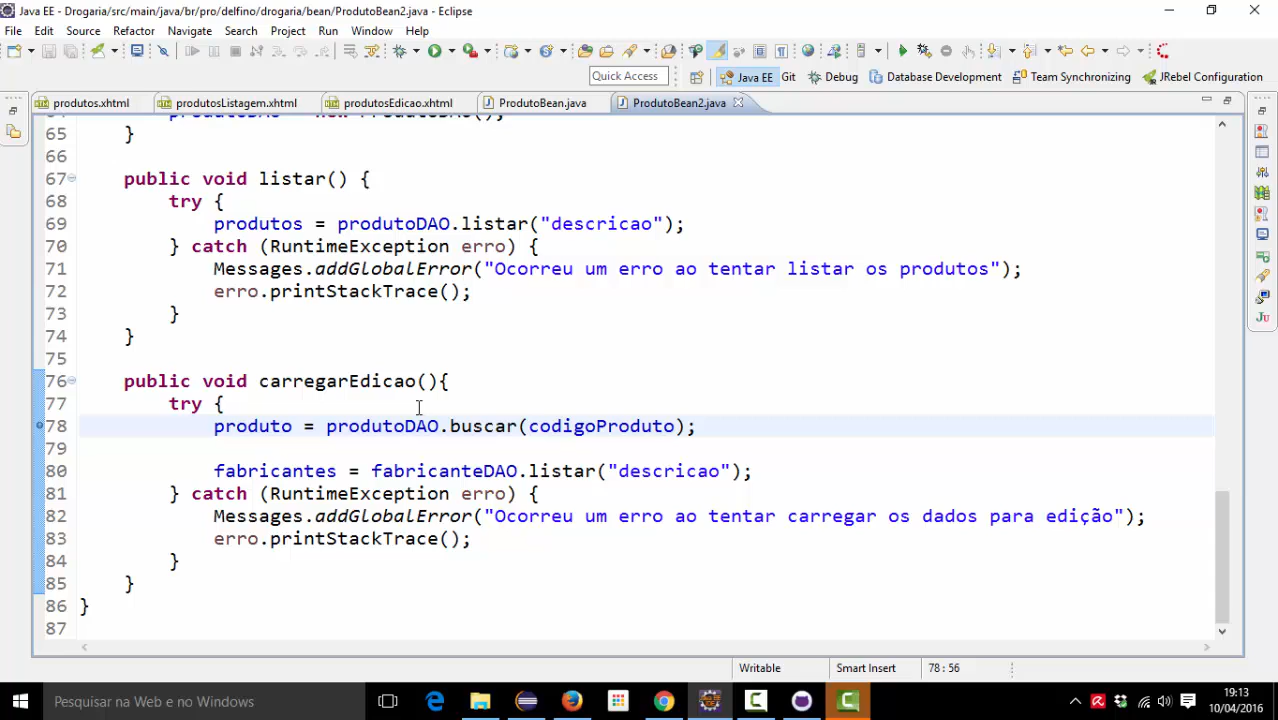 Java EE - Drogaria/src/main/java/br/pro/delfino/drogaria/bean/ProdutoBean2.java - Eclipse
File Edit Source Refactor Navigate Search Project Run Window Help
Quick Access Java EE Git Debug Database Development Team Synchronizing JRebel Configuration
produtos.xhtml produtosListagem.xhtml produtosEdicao.xhtml ProdutoBean.java ProdutoBean2.java
65 }
66
67 public void listar() {
68 try {
69 produtos = produtoDAO.listar("descricao");
70 } catch (RuntimeException erro) {
71 Messages.addGlobalError("Ocorreu um erro ao tentar listar os produtos");
72 erro.printStackTrace();
73 }
74 }
75
76 public void carregarEdicao(){
77 try {
78 produto = produtoDAO.buscar(codigoProduto);
79
80 fabricantes = fabricanteDAO.listar("descricao");
81 } catch (RuntimeException erro) {
82 Messages.addGlobalError("Ocorreu um erro ao tentar carregar os dados para edição");
83 erro.printStackTrace();
84 }
85 }
86 }
87
Writable Smart Insert 78 : 56
Pesquisar na Web e no Windows
19:13
10/04/2016